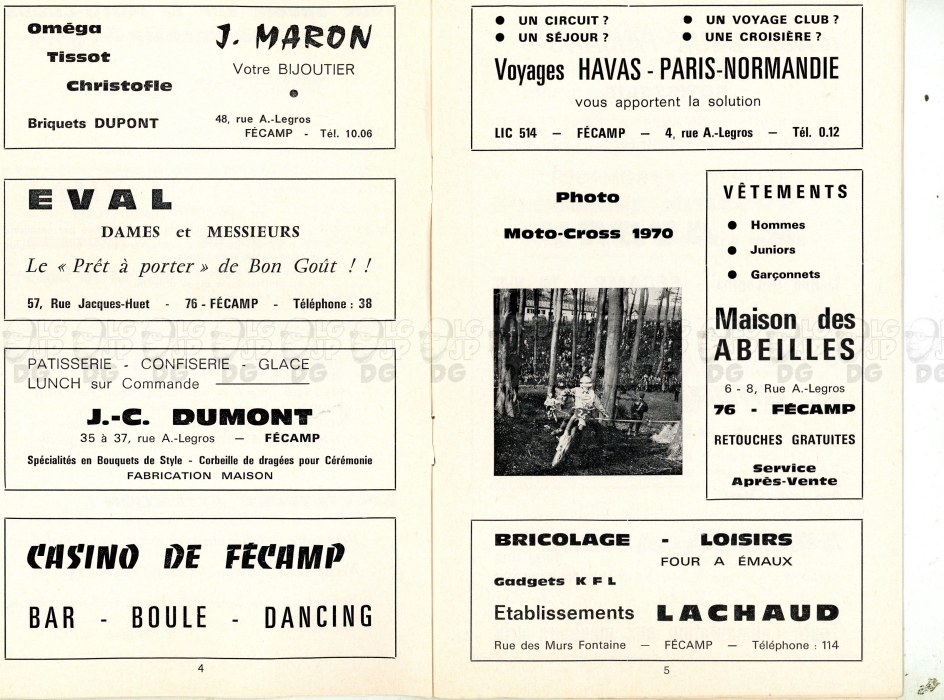 Oméga
Tissot
Christofle
Briquets DUPONT
J. MARON
Votre BIJOUTIER
48, rue A.-Legros
FÉCAMP - Tél. 10.06
EVAL
DAMES et MESSIEURS
Le « Prêt à porter » de Bon Goût ! !
57, Rue Jacques-Huet - 76 - FÉCAMP - Téléphone : 38
PATISSERIE - CONFISERIE - GLACE
LUNCH sur Commande
J.-C. DUMONT
35 à 37, rue A.-Legros — FÉCAMP
Spécialités en Bouquets de Style - Corbeille de dragées pour Cérémonie
FABRICATION MAISON
CASINO DE FÉCAMP
BAR - BOULE - DANCING
4
● UN CIRCUIT ? ● UN VOYAGE CLUB ?
● UN SÉJOUR ? ● UNE CROISIÈRE ?
Voyages HAVAS - PARIS-NORMANDIE
vous apportent la solution
LIC 514 — FÉCAMP — 4, rue A.-Legros — Tél. 0.12
Photo
Moto-Cross 1970
VÊTEMENTS
● Hommes
● Juniors
● Garçonnets
Maison des
ABEILLES
6 - 8, Rue A.-Legros
76 - FÉCAMP
RETOUCHES GRATUITES
Service
Après-Vente
BRICOLAGE - LOISIRS
FOUR A ÉMAUX
Gadgets K F L
Etablissements LACHAUD
Rue des Murs Fontaine — FÉCAMP — Téléphone : 114
5
LG JP DG